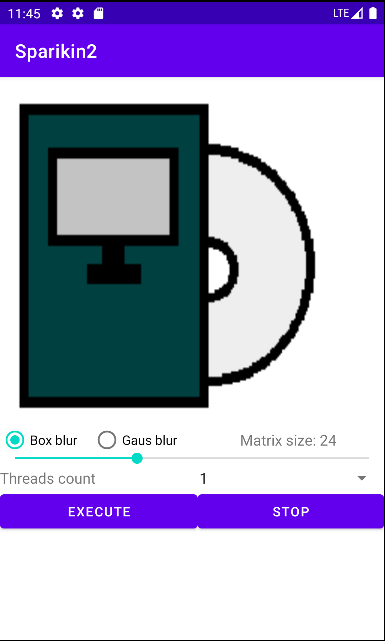 11:45 LTE
Sparikin2
Box blur Gaus blur Matrix size: 24
Threads count 1
EXECUTE STOP